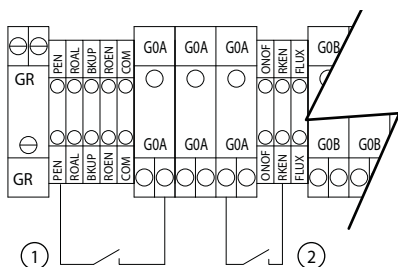 PEN ROAL BKUP ROEN COM G0A G0A G0A ONOF RKEN FLUX G0B
GR
G0A G0A G0A G0B G0B
GR PEN ROAL BKUP ROEN COM ONOF RKEN FLUX
1 2